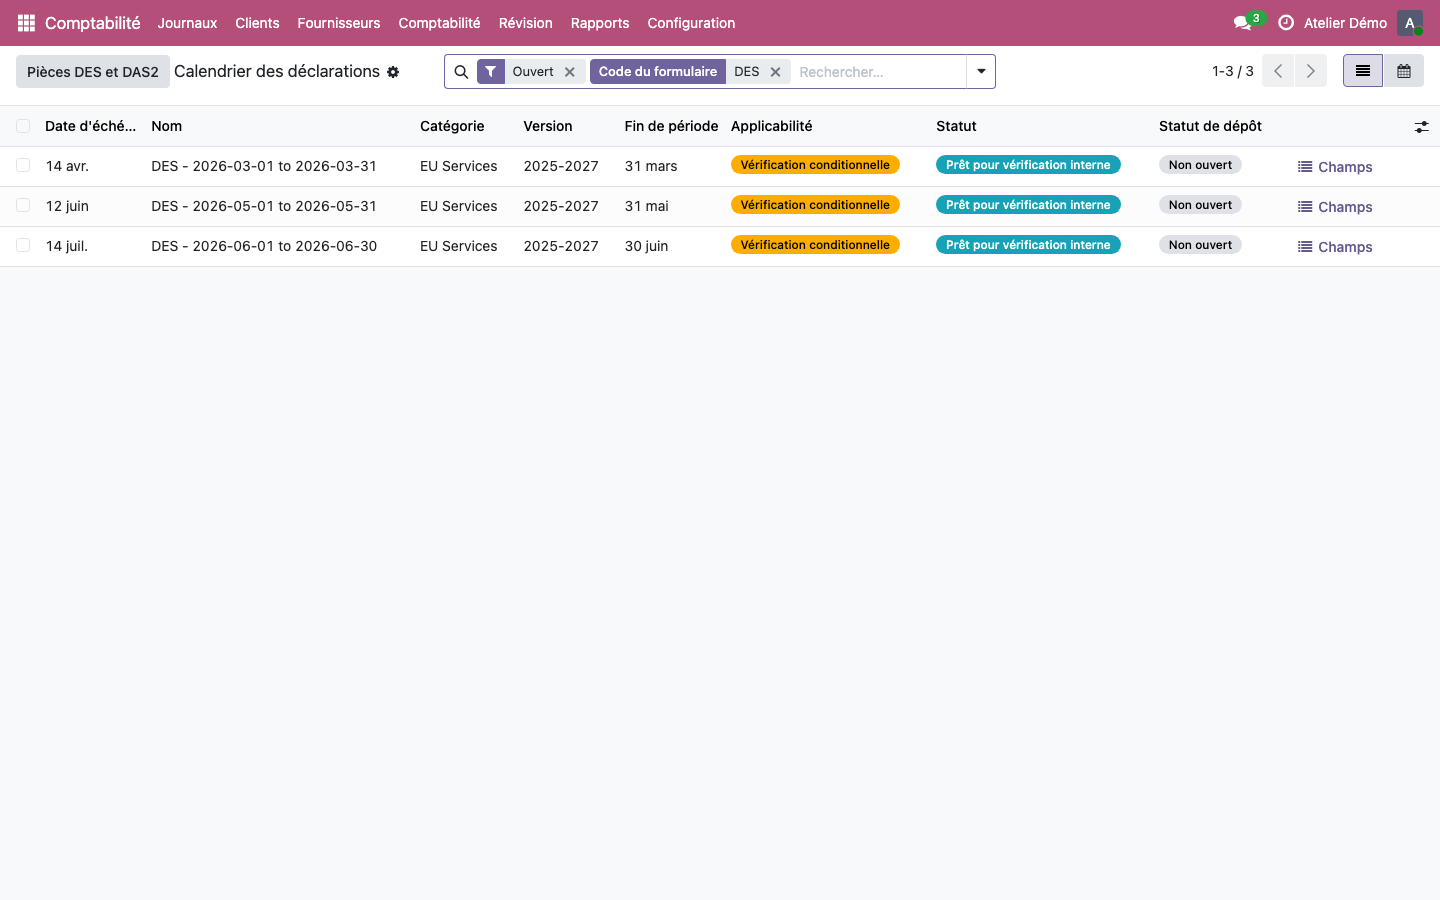 Comptabilité Journaux Clients Fournisseurs Comptabilité Révision Rapports Configuration 3 Atelier Démo A
Pièces DES et DAS2 Calendrier des déclarations Ouvert Code du formulaire DES Rechercher... 1-3 / 3
Date d'éché... Nom Catégorie Version Fin de période Applicabilité Statut Statut de dépôt
14 avr. DES - 2026-03-01 to 2026-03-31 EU Services 2025-2027 31 mars Vérification conditionnelle Prêt pour vérification interne Non ouvert Champs
12 juin DES - 2026-05-01 to 2026-05-31 EU Services 2025-2027 31 mai Vérification conditionnelle Prêt pour vérification interne Non ouvert Champs
14 juil. DES - 2026-06-01 to 2026-06-30 EU Services 2025-2027 30 juin Vérification conditionnelle Prêt pour vérification interne Non ouvert Champs